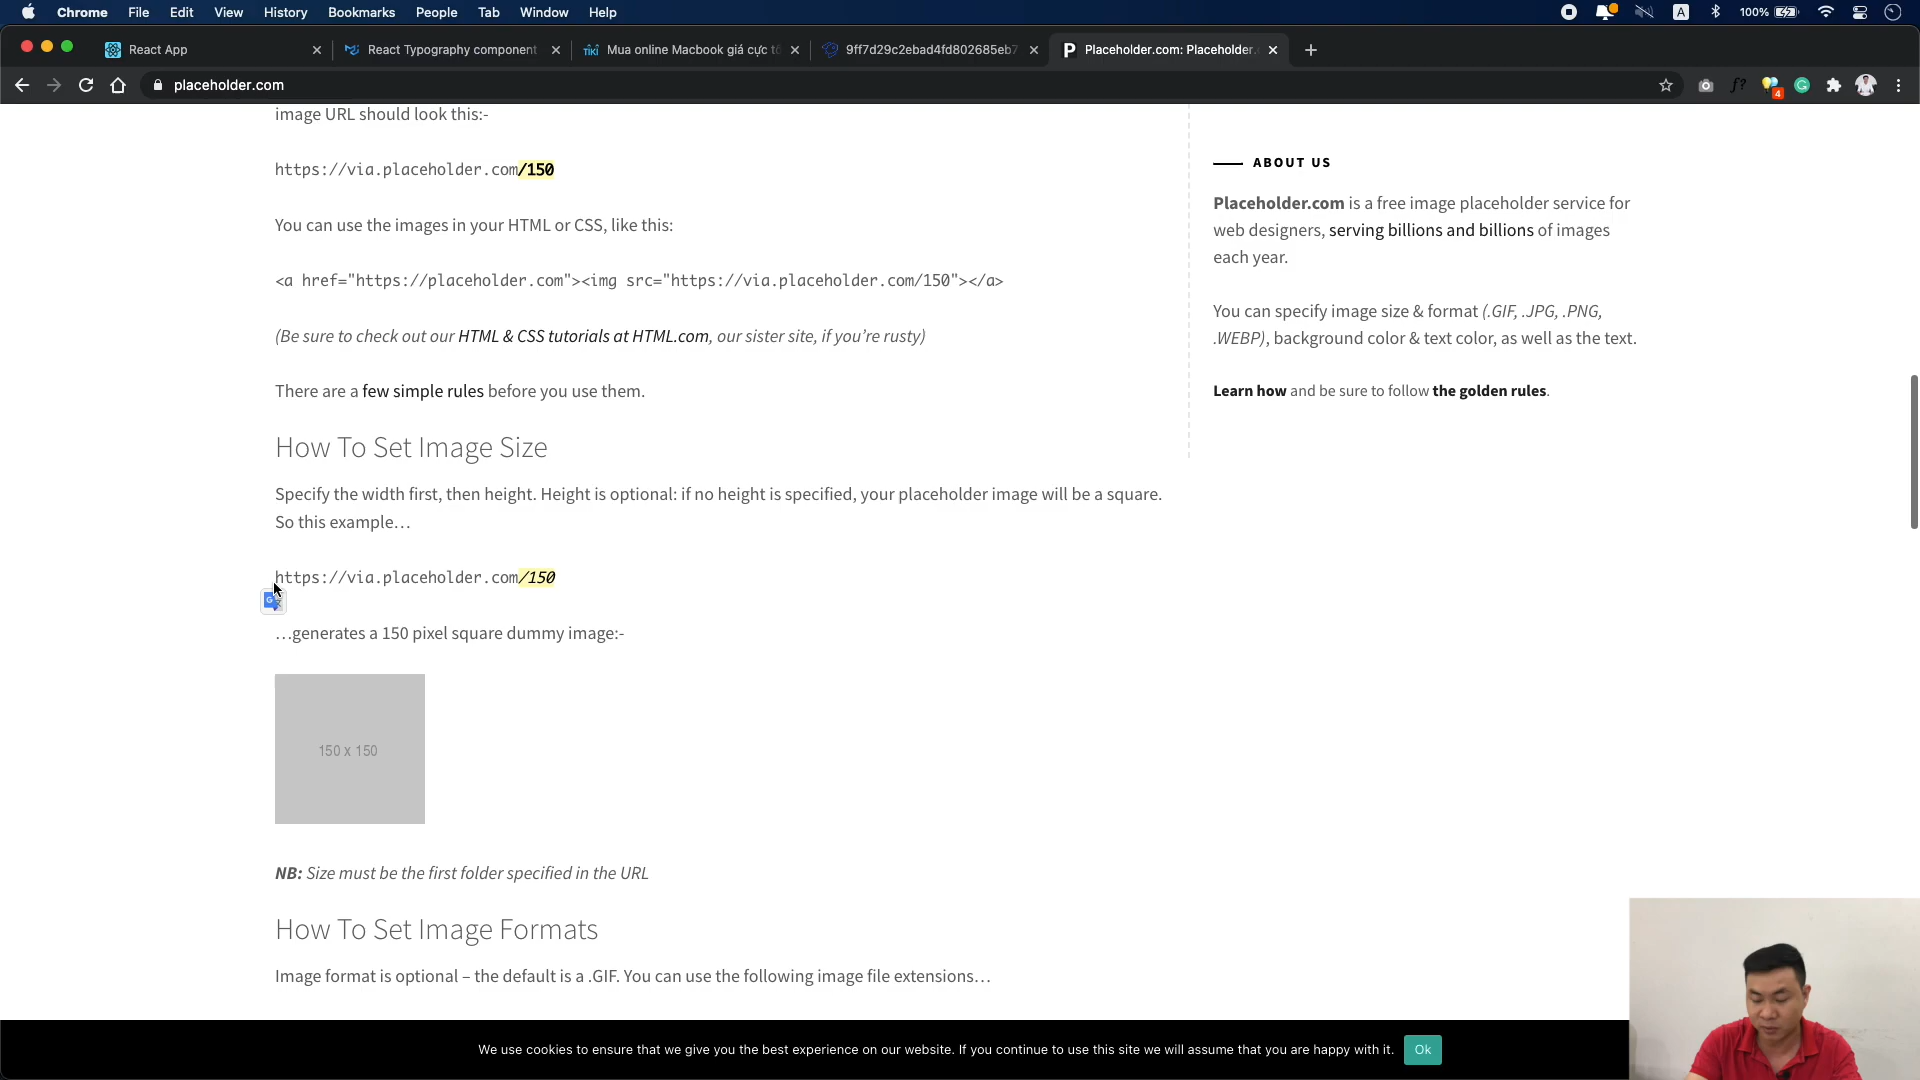 Chrome File Edit View History Bookmarks People Tab Window Help
A 100%
React App
React Typography component
TIKI Mua online Macbook giá cực tố
9ff7d29c2ebad4fd802685eb7
P Placeholder.com: Placeholder.
placeholder.com
f?
4
G
image URL should look this:-
https://via.placeholder.com/150
You can use the images in your HTML or CSS, like this:
<a href="https://placeholder.com"><img src="https://via.placeholder.com/150"></a>
(Be sure to check out our HTML & CSS tutorials at HTML.com, our sister site, if you’re rusty)
There are a few simple rules before you use them.
How To Set Image Size
Specify the width first, then height. Height is optional: if no height is specified, your placeholder image will be a square.
So this example…
https://via.placeholder.com/150
G
…generates a 150 pixel square dummy image:-
150 x 150
NB: Size must be the first folder specified in the URL
How To Set Image Formats
Image format is optional – the default is a .GIF. You can use the following image file extensions…
ABOUT US
Placeholder.com is a free image placeholder service for
web designers, serving billions and billions of images
each year.
You can specify image size & format (.GIF, .JPG, .PNG,
.WEBP), background color & text color, as well as the text.
Learn how and be sure to follow the golden rules.
We use cookies to ensure that we give you the best experience on our website. If you continue to use this site we will assume that you are happy with it.
Ok